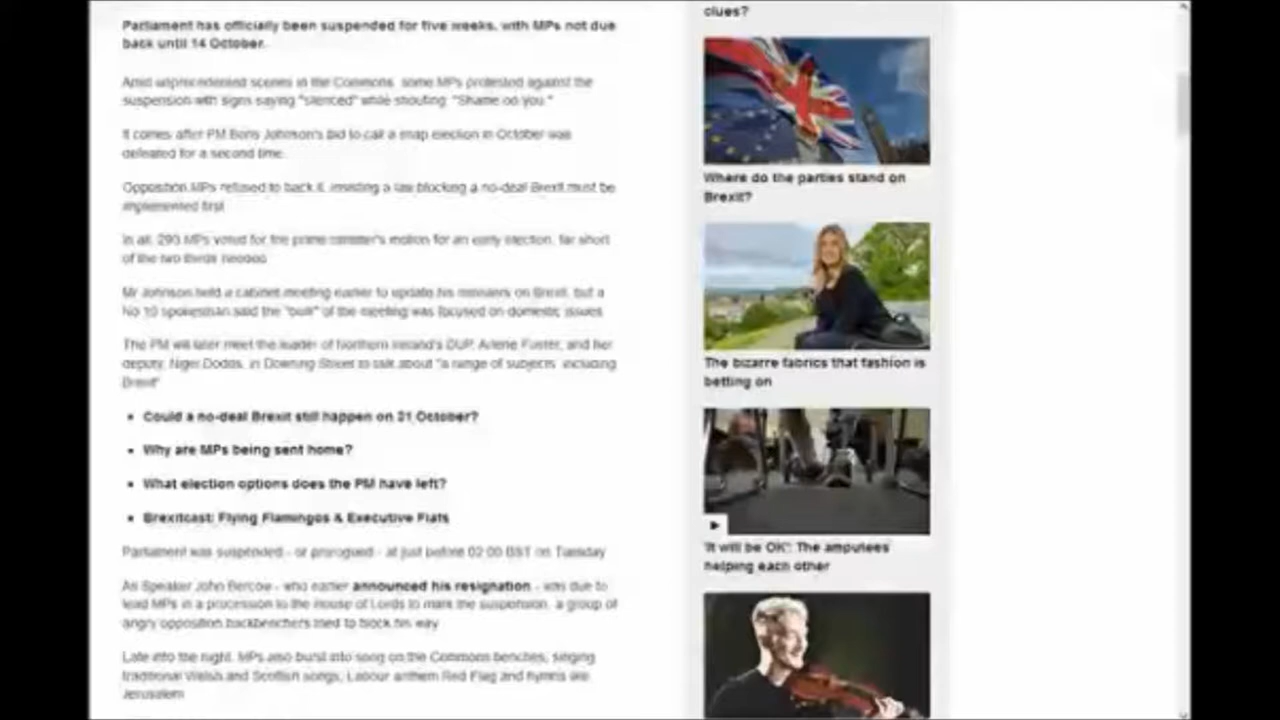 Parliament has officially been suspended for five weeks, with MPs not due
back until 14 October.
Amid unprecedented scenes in the Commons, some MPs protested against the
suspension with signs saying "silenced" while shouting: "Shame on you."
It comes after PM Boris Johnson's bid to call a snap election in October was
defeated for a second time.
Opposition MPs refused to back it, insisting a law blocking a no-deal Brexit must be
implemented first.
In all, 293 MPs voted for the prime minister's motion for an early election, far short
of the two thirds needed.
Mr Johnson held a cabinet meeting earlier to update his ministers on Brexit, but a
No 10 spokesman said the "bulk" of the meeting was focused on domestic issues.
The PM will later meet the leader of Northern Ireland's DUP, Arlene Foster, and her
deputy, Nigel Dodds, in Downing Street to talk about "a range of subjects, including
Brexit"
• Could a no-deal Brexit still happen on 31 October?
• Why are MPs being sent home?
• What election options does the PM have left?
• Brexitcast: Flying Flamingos & Executive Flats
Parliament was suspended - or prorogued - at just before 02:00 BST on Tuesday.
As Speaker John Bercow - who earlier announced his resignation - was due to
lead MPs in a procession to the House of Lords to mark the suspension, a group of
angry opposition backbenchers tried to block his way.
Late into the night, MPs also burst into song on the Commons benches, singing
traditional Welsh and Scottish songs, Labour anthem Red Flag and hymns like
Jerusalem.
clues?
Where do the parties stand on
Brexit?
The bizarre fabrics that fashion is
betting on
'It will be OK': The amputees
helping each other